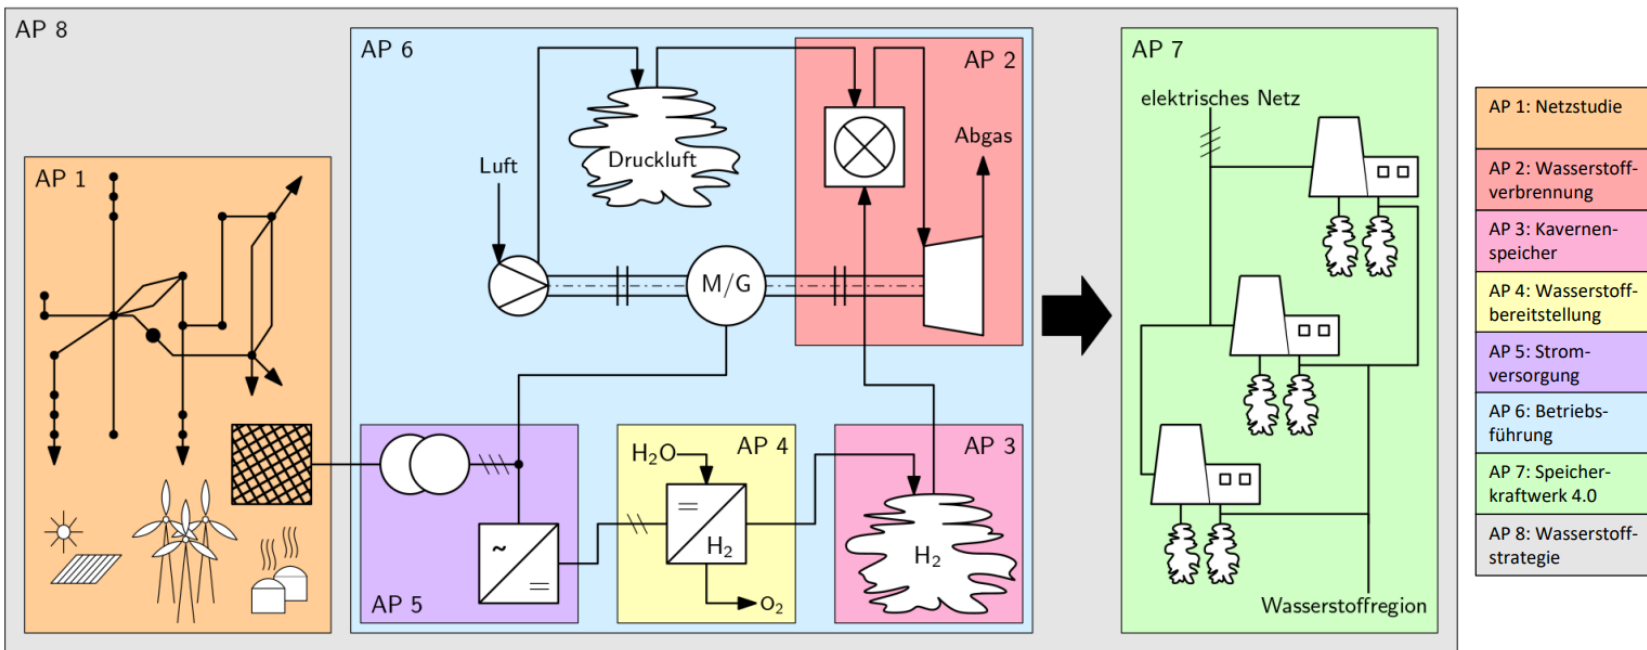 AP 8
AP 6
AP 2
AP 7
elektrisches Netz
Abgas
Druckluft
Luft
AP 1
M/G
H₂O
AP 4
AP 3
=
H₂
~
=
H₂
AP 5
O₂
Wasserstoffregion
AP 1: Netzstudie
AP 2: Wasserstoff-
verbrennung
AP 3: Kavernen-
speicher
AP 4: Wasserstoff-
bereitstellung
AP 5: Strom-
versorgung
AP 6: Betriebs-
führung
AP 7: Speicher-
kraftwerk 4.0
AP 8: Wasserstoff-
strategie